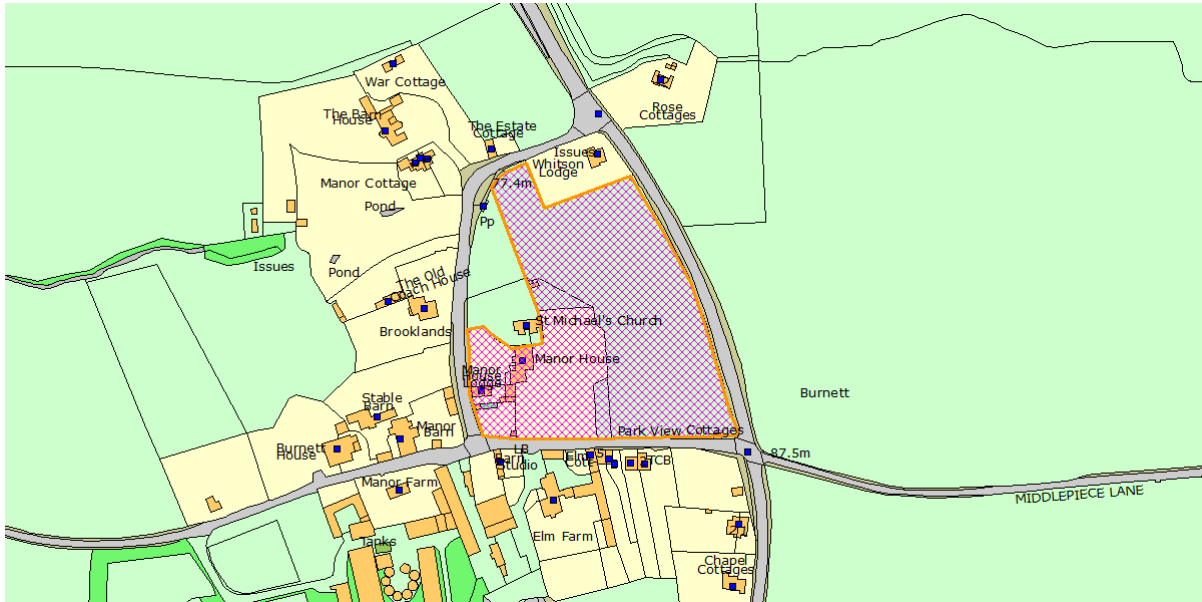 War Cottage
The Barn
House
Rose
Cottages
The Estate
Cottage
Issues
Whitson
Lodge
Manor Cottage
77.4m
Pond
Pp
Issues
Pond
The Old
Coach House
Brooklands
St Michael's Church
Manor House
Manor
House
Lodge
Stable
Barn
Manor
Barn
Burnett
Park View Cottages
Burnett
House
LB
Barn
Studio
Elm
Cott
S
TCB
87.5m
Manor Farm
MIDDLEPIECE LANE
Elm Farm
Tanks
Chapel
Cottages